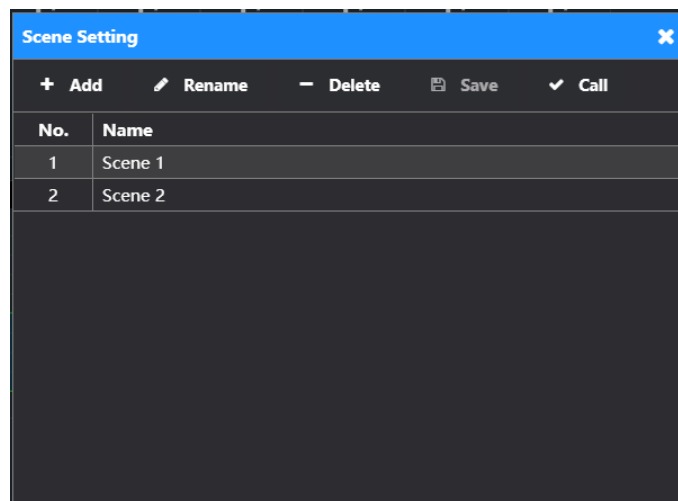 Scene Setting
Add Rename Delete Save Call
No. Name
1 Scene 1
2 Scene 2